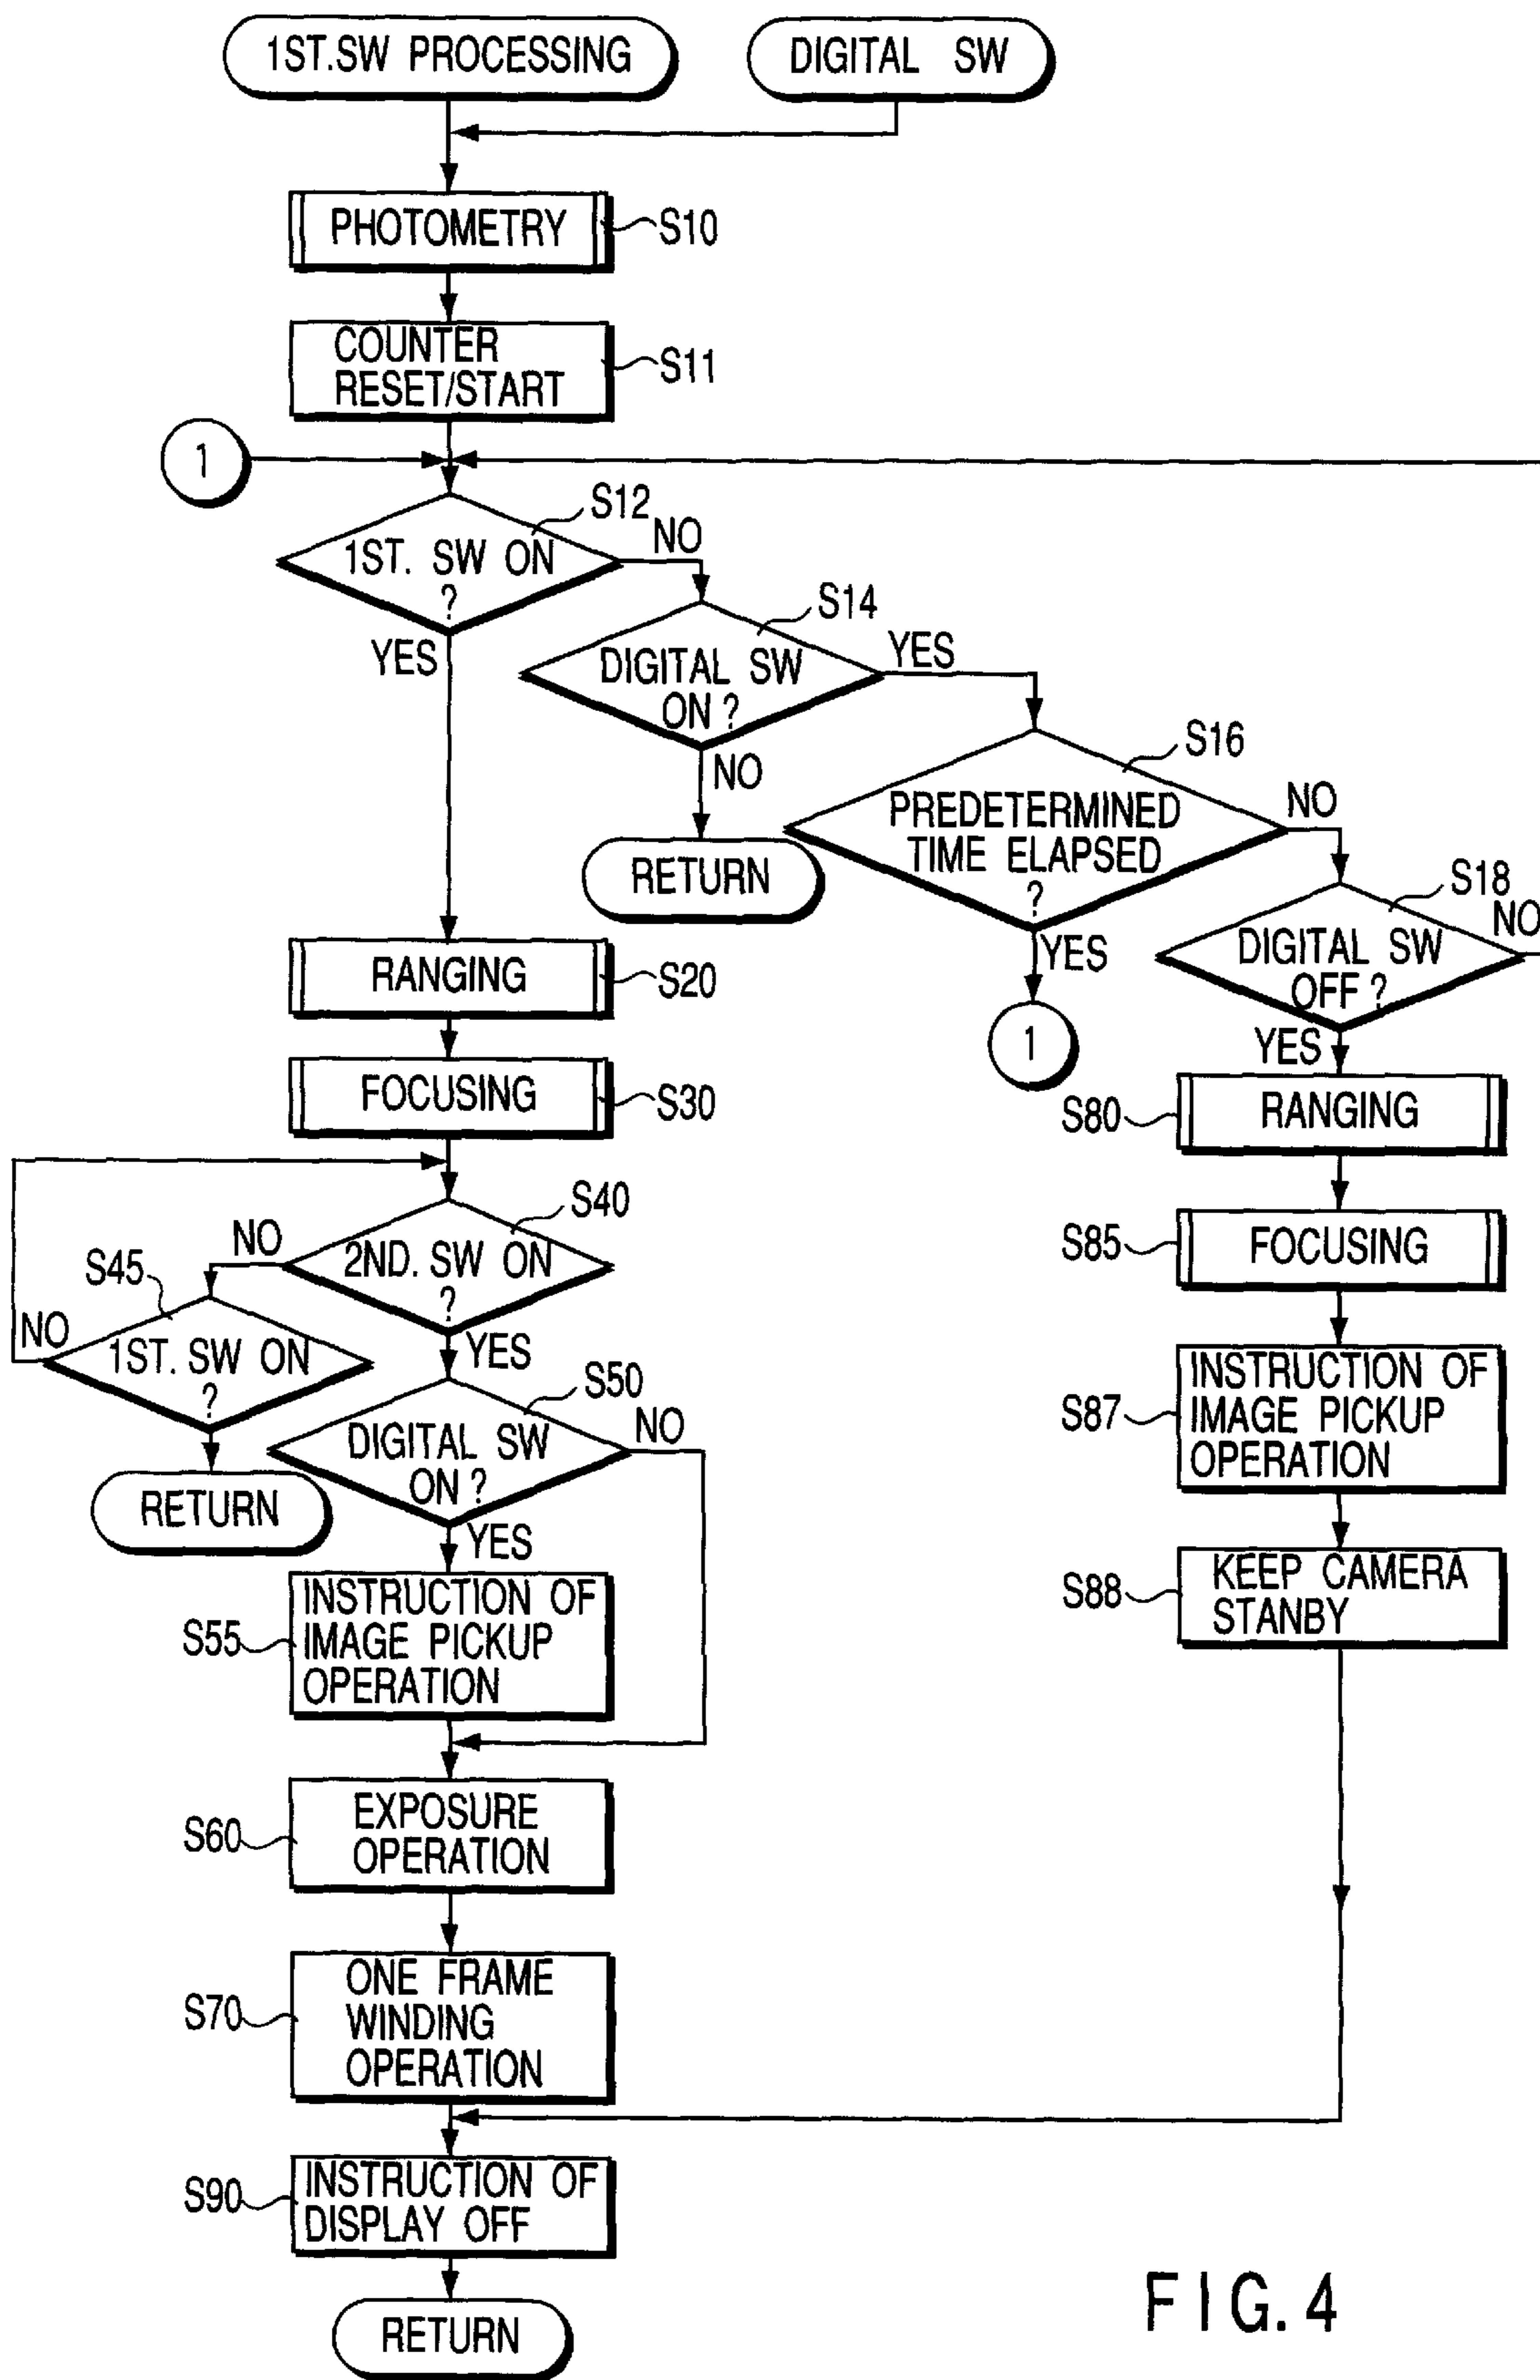 1ST.SW PROCESSING
DIGITAL SW
PHOTOMETRY
S10
COUNTER
RESET/START
S11
1
1ST. SW ON
?
S12
NO
YES
DIGITAL SW
ON ?
S14
YES
NO
RETURN
PREDETERMINED
TIME ELAPSED
?
S16
NO
YES
1
DIGITAL SW
OFF ?
S18
NO
YES
RANGING
S20
FOCUSING
S30
2ND. SW ON
?
S40
NO
YES
1ST. SW ON
?
S45
NO
RETURN
DIGITAL SW
ON ?
S50
NO
YES
INSTRUCTION OF
IMAGE PICKUP
OPERATION
S55
EXPOSURE
OPERATION
S60
ONE FRAME
WINDING
OPERATION
S70
S80
RANGING
S85
FOCUSING
S87
INSTRUCTION OF
IMAGE PICKUP
OPERATION
S88
KEEP CAMERA
STANBY
S90
INSTRUCTION OF
DISPLAY OFF
RETURN
FIG. 4